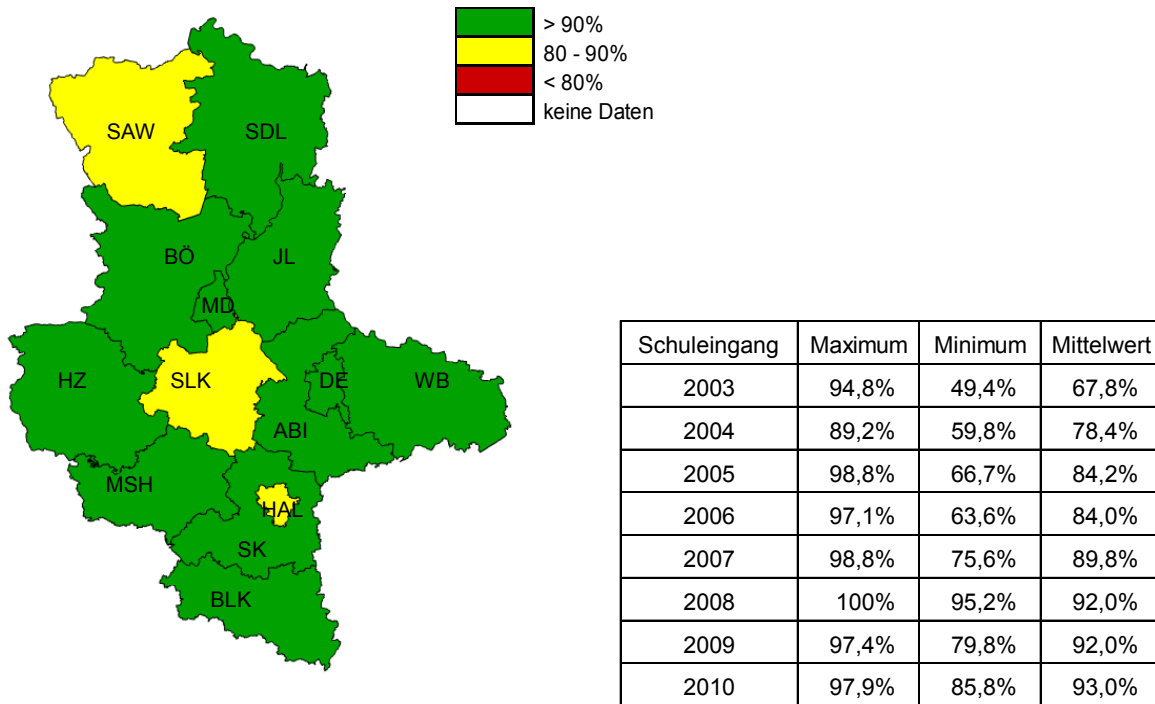 > 90%
80 - 90%
< 80%
keine Daten
SAW
SDL
BÖ
JL
MD
HZ
SLK
DE
WB
ABI
MSH
HAL
SK
BLK
Schuleingang Maximum Minimum Mittelwert
2003 94,8% 49,4% 67,8%
2004 89,2% 59,8% 78,4%
2005 98,8% 66,7% 84,2%
2006 97,1% 63,6% 84,0%
2007 98,8% 75,6% 89,8%
2008 100% 95,2% 92,0%
2009 97,4% 79,8% 92,0%
2010 97,9% 85,8% 93,0%